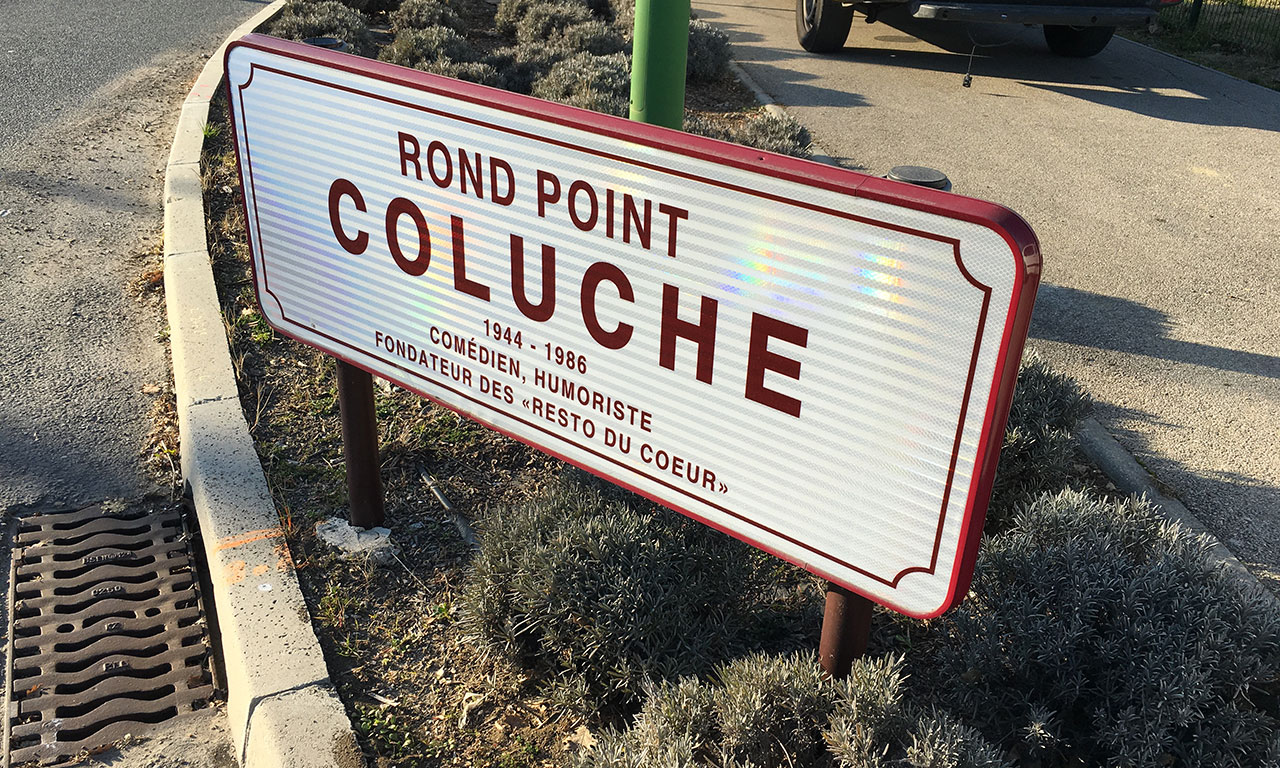 ROND POINT
COLUCHE
1944 - 1986
COMÉDIEN, HUMORISTE
FONDATEUR DES «RESTO DU COEUR»